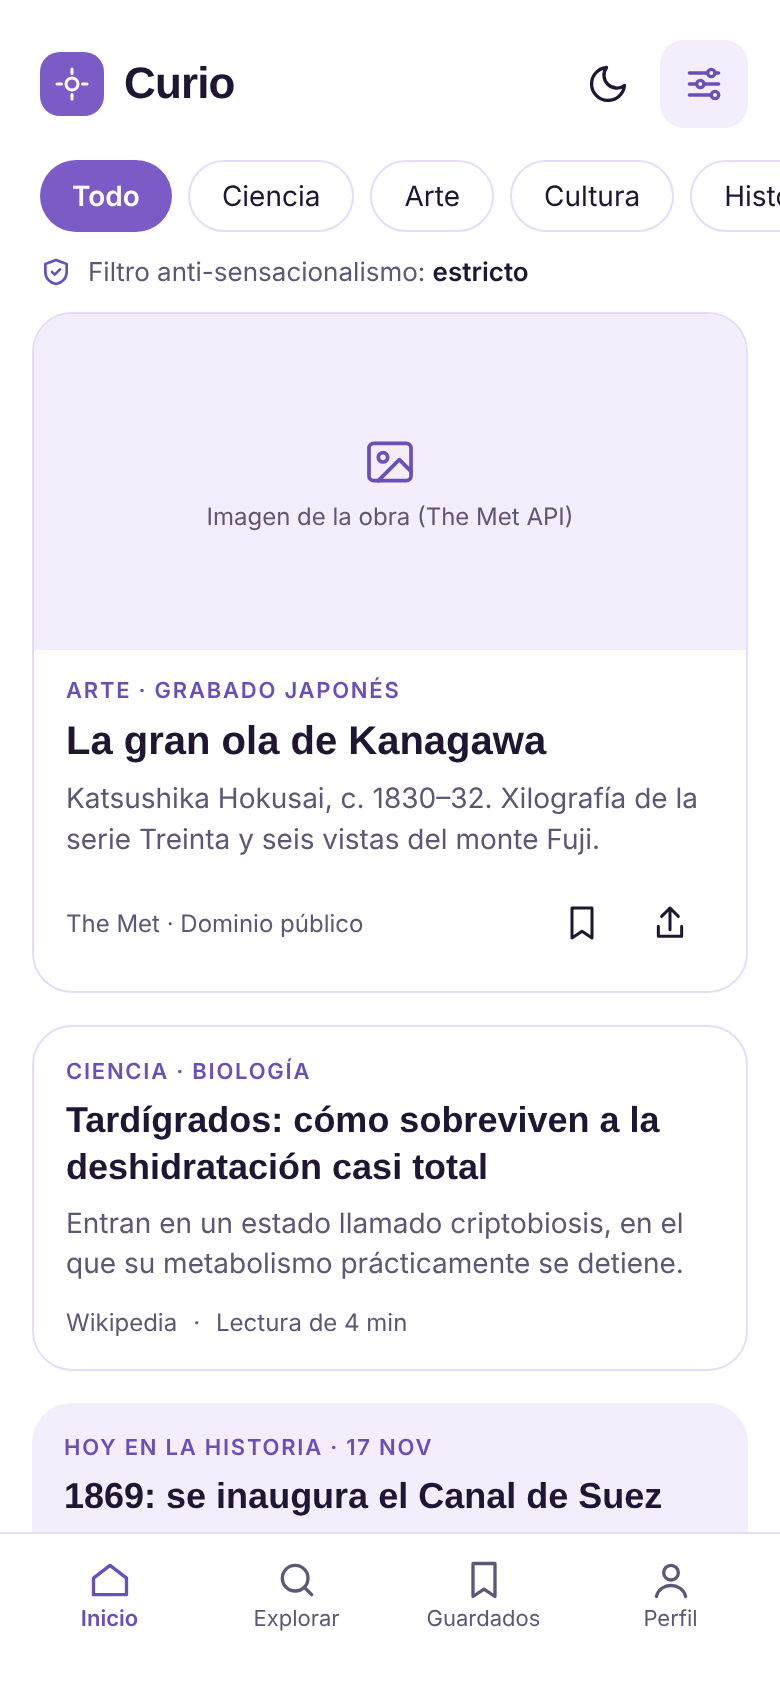 Curio
Todo
Ciencia
Arte
Cultura
Filtro anti-sensacionalismo: estricto
Imagen de la obra (The Met API)
ARTE · GRABADO JAPONÉS
La gran ola de Kanagawa
Katsushika Hokusai, c. 1830–32. Xilografía de la
serie Treinta y seis vistas del monte Fuji.
The Met · Dominio público
CIENCIA · BIOLOGÍA
Tardígrados: cómo sobreviven a la
deshidratación casi total
Entran en un estado llamado criptobiosis, en el
que su metabolismo prácticamente se detiene.
Wikipedia · Lectura de 4 min
HOY EN LA HISTORIA · 17 NOV
1869: se inaugura el Canal de Suez
Inicio
Explorar
Guardados
Perfil